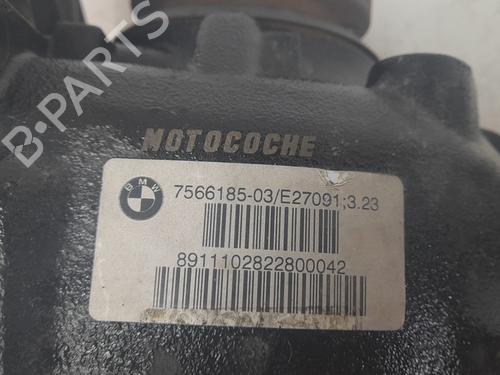 B-PARTS
MOTOCOCHE
BMW
7566185-03/E27091;3.23
8911102822800042